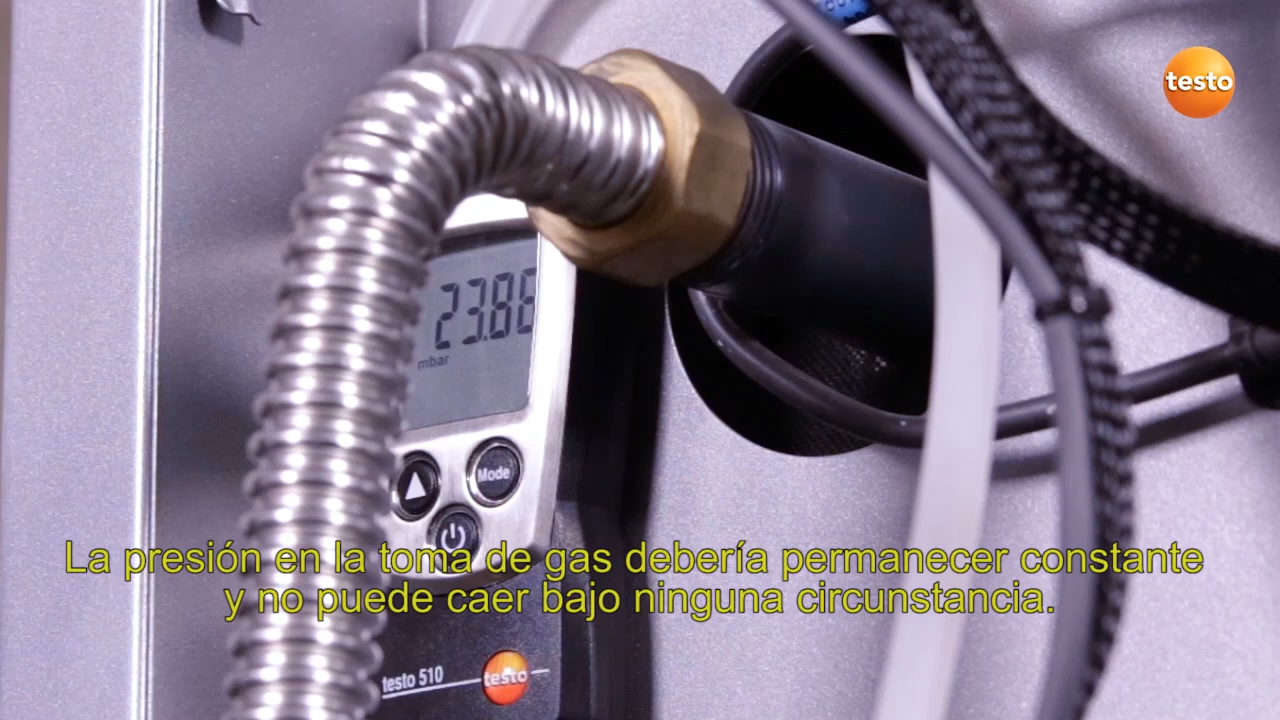 testo
23.86
mbar
Mode
La presión en la toma de gas debería permanecer constante
y no puede caer bajo ninguna circunstancia.
testo 510
testo